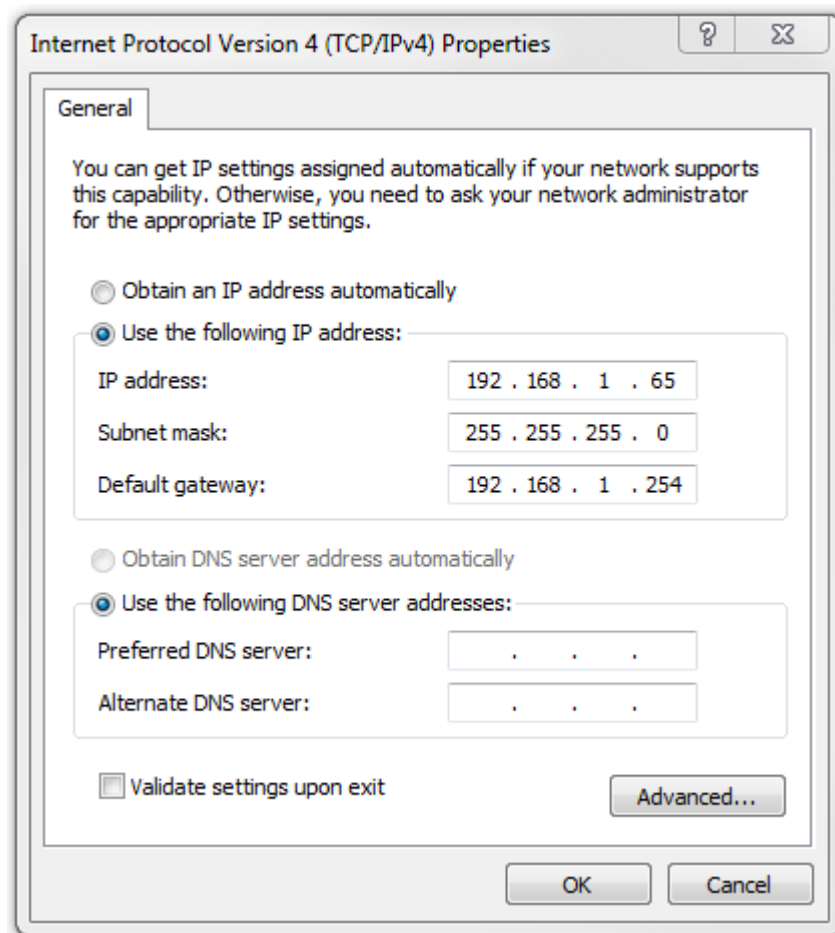 Internet Protocol Version 4 (TCP/IPv4) Properties
General
You can get IP settings assigned automatically if your network supports
this capability. Otherwise, you need to ask your network administrator
for the appropriate IP settings.
Obtain an IP address automatically
Use the following IP address:
IP address: 192 . 168 . 1 . 65
Subnet mask: 255 . 255 . 255 . 0
Default gateway: 192 . 168 . 1 . 254
Obtain DNS server address automatically
Use the following DNS server addresses:
Preferred DNS server: . . .
Alternate DNS server: . . .
Validate settings upon exit
Advanced...
OK Cancel